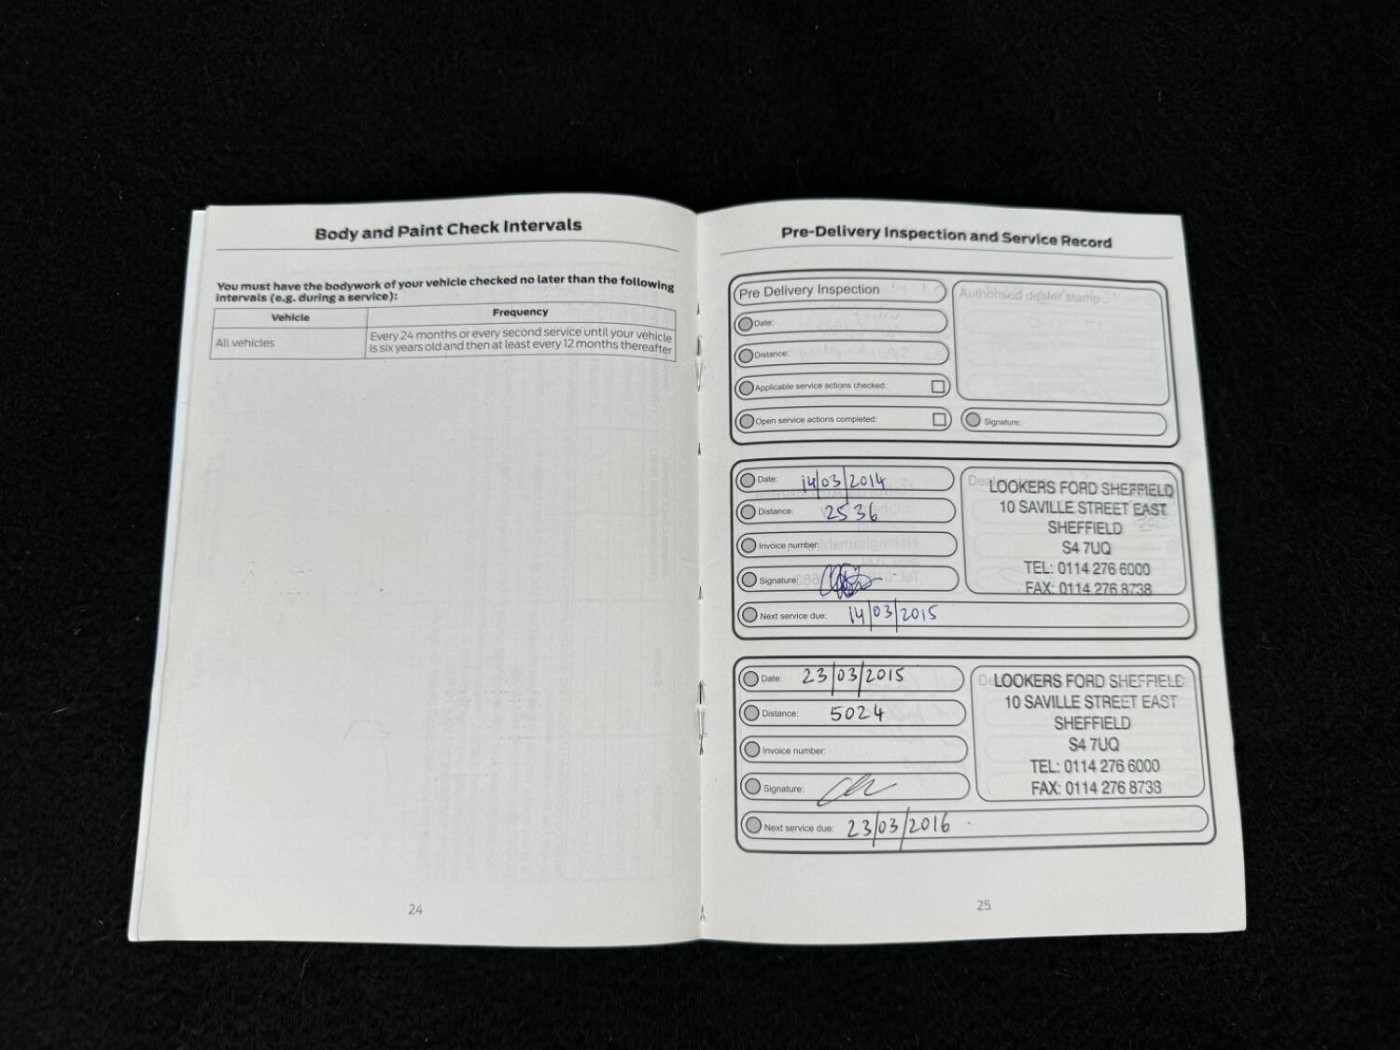 Body and Paint Check Intervals
You must have the bodywork of your vehicle checked no later than the following
intervals (e.g. during a service):
Vehicle Frequency
All vehicles Every 24 months or every second service until your vehicle
is six years old and then at least every 12 months thereafter
24
Pre-Delivery Inspection and Service Record
Pre Delivery Inspection
Authorised dealer stamp
Date:
Distance:
Applicable service actions checked:
Open service actions completed:
Signature:
Date: 14/03/2014
Distance: 2536
Invoice number:
Signature:
Next service due: 14/03/2015
LOOKERS FORD SHEFFIELD
10 SAVILLE STREET EAST
SHEFFIELD
S4 7UQ
TEL: 0114 276 6000
FAX: 0114 276 8738
Date: 23/03/2015
Distance: 5024
Invoice number:
Signature:
Next service due: 23/03/2016
LOOKERS FORD SHEFFIELD
10 SAVILLE STREET EAST
SHEFFIELD
S4 7UQ
TEL: 0114 276 6000
FAX: 0114 276 8738
25